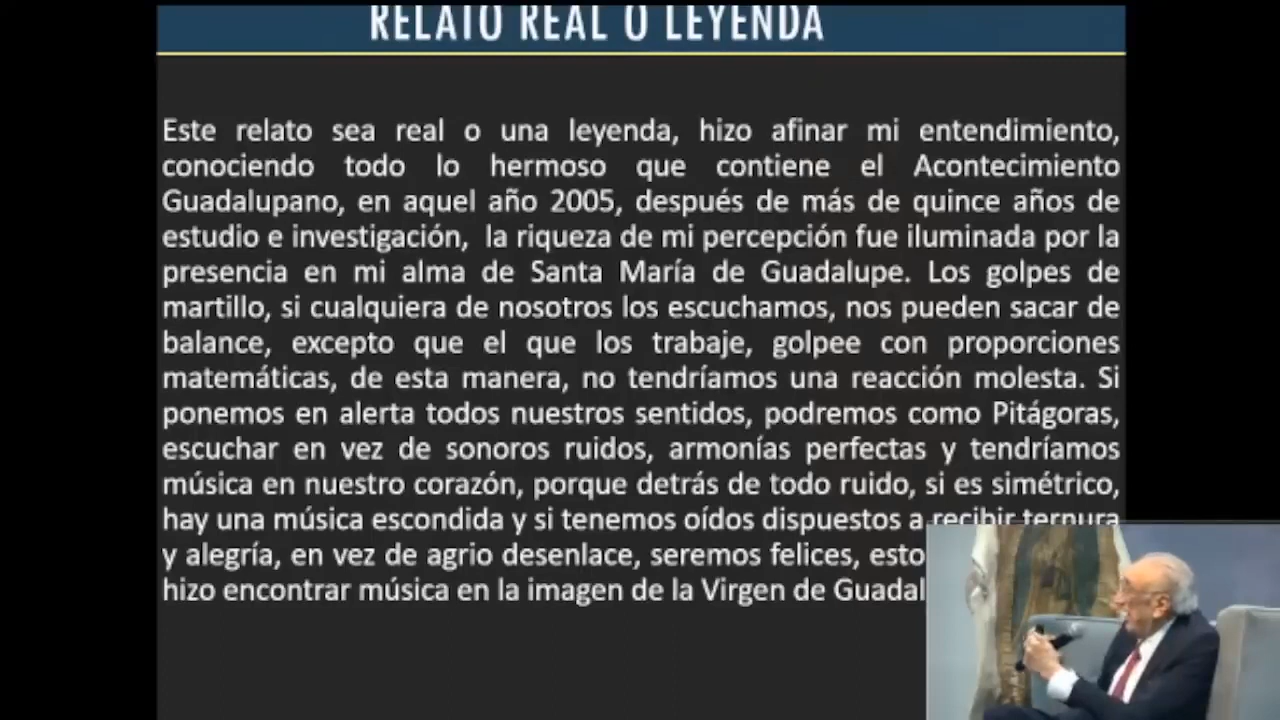 RELATO REAL O LEYENDA
Este relato sea real o una leyenda, hizo afinar mi entendimiento,
conociendo todo lo hermoso que contiene el Acontecimiento
Guadalupano, en aquel año 2005, después de más de quince años de
estudio e investigación, la riqueza de mi percepción fue iluminada por la
presencia en mi alma de Santa María de Guadalupe. Los golpes de
martillo, si cualquiera de nosotros los escuchamos, nos pueden sacar de
balance, excepto que el que los trabaje, golpee con proporciones
matemáticas, de esta manera, no tendríamos una reacción molesta. Si
ponemos en alerta todos nuestros sentidos, podremos como Pitágoras,
escuchar en vez de sonoros ruidos, armonías perfectas y tendríamos
música en nuestro corazón, porque detrás de todo ruido, si es simétrico,
hay una música escondida y si tenemos oídos dispuestos a recibir ternura
y alegría, en vez de agrio desenlace, seremos felices, esto
hizo encontrar música en la imagen de la Virgen de Guadal